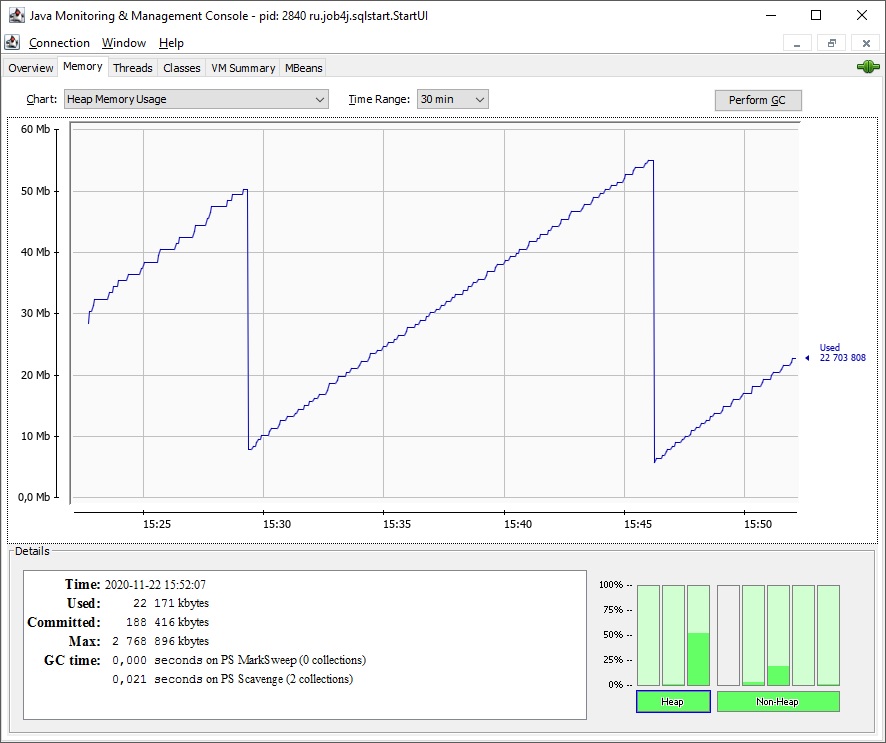 Java Monitoring & Management Console - pid: 2840 ru.job4j.sqlstart.StartUI
Connection Window Help
Overview Memory Threads Classes VM Summary MBeans
Chart: Heap Memory Usage Time Range: 30 min Perform GC
60 Mb
50 Mb
40 Mb
30 Mb
Used
22 703 808
20 Mb
10 Mb
0,0 Mb
15:25 15:30 15:35 15:40 15:45 15:50
Details
Time: 2020-11-22 15:52:07
Used: 22 171 kbytes
Committed: 188 416 kbytes
Max: 2 768 896 kbytes
GC time: 0,000 seconds on PS MarkSweep (0 collections)
0,021 seconds on PS Scavenge (2 collections)
100% --
75% --
50% --
25% --
0% --
Heap Non-Heap